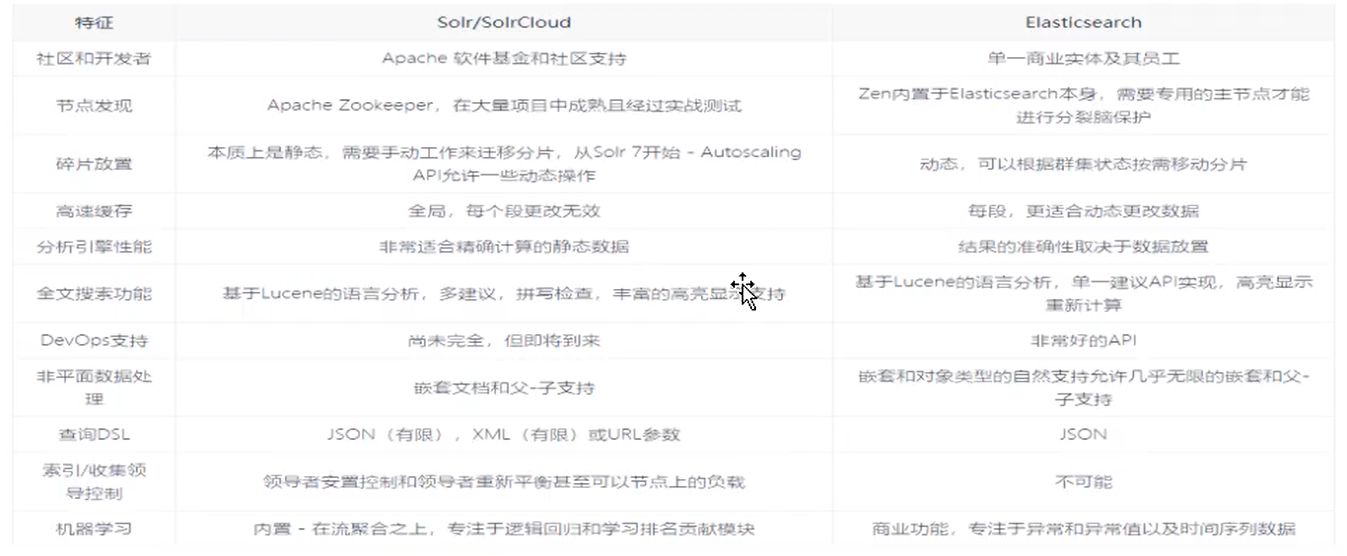 特征 Solr/SolrCloud Elasticsearch
社区和开发者 Apache 软件基金和社区支持 单一商业实体及其员工
节点发现 Apache Zookeeper，在大量项目中成熟且经过实战测试 Zen内置于Elasticsearch本身，需要专用的主节点才能
进行分裂脑保护
碎片放置 本质上是静态，需要手动工作来迁移分片，从Solr 7开始 - Autoscaling
API允许一些动态操作 动态，可以根据群集状态按需移动分片
高速缓存 全局，每个段更改无效 每段，更适合动态更改数据
分析引擎性能 非常适合精确计算的静态数据 结果的准确性取决于数据放置
全文搜索功能 基于Lucene的语言分析，多建议，拼写检查，丰富的高亮显示支持 基于Lucene的语言分析，单一建议API实现，高亮显示
重新计算
DevOps支持 尚未完全，但即将到来 非常好的API
非平面数据处
理 嵌套文档和父-子支持 嵌套和对象类型的自然支持允许几乎无限的嵌套和父-
子支持
查询DSL JSON（有限），XML（有限）或URL参数 JSON
索引/收集领
导控制 领导者安置控制和领导者重新平衡甚至可以节点上的负载 不可能
机器学习 内置 - 在流聚合之上，专注于逻辑回归和学习排名贡献模块 商业功能，专注于异常和异常值以及时间序列数据